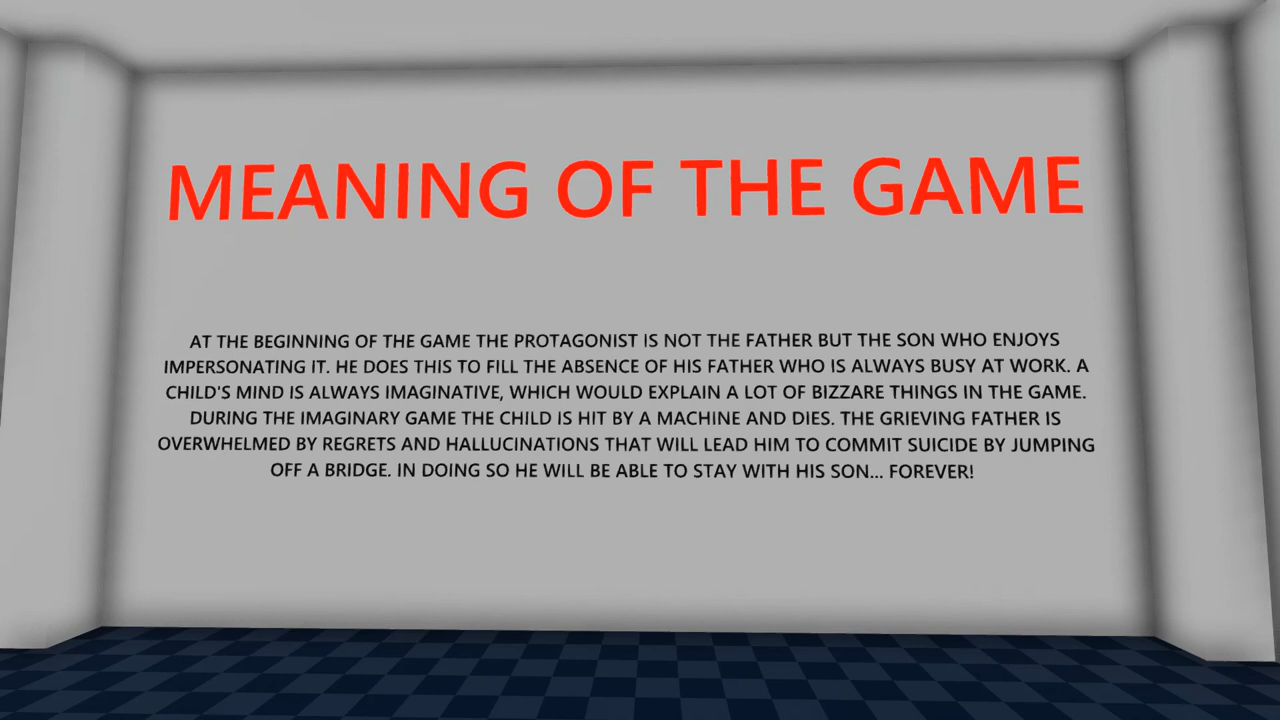 MEANING OF THE GAME
AT THE BEGINNING OF THE GAME THE PROTAGONIST IS NOT THE FATHER BUT THE SON WHO ENJOYS
IMPERSONATING IT. HE DOES THIS TO FILL THE ABSENCE OF HIS FATHER WHO IS ALWAYS BUSY AT WORK. A
CHILD'S MIND IS ALWAYS IMAGINATIVE, WHICH WOULD EXPLAIN A LOT OF BIZZARE THINGS IN THE GAME.
DURING THE IMAGINARY GAME THE CHILD IS HIT BY A MACHINE AND DIES. THE GRIEVING FATHER IS
OVERWHELMED BY REGRETS AND HALLUCINATIONS THAT WILL LEAD HIM TO COMMIT SUICIDE BY JUMPING
OFF A BRIDGE. IN DOING SO HE WILL BE ABLE TO STAY WITH HIS SON... FOREVER!